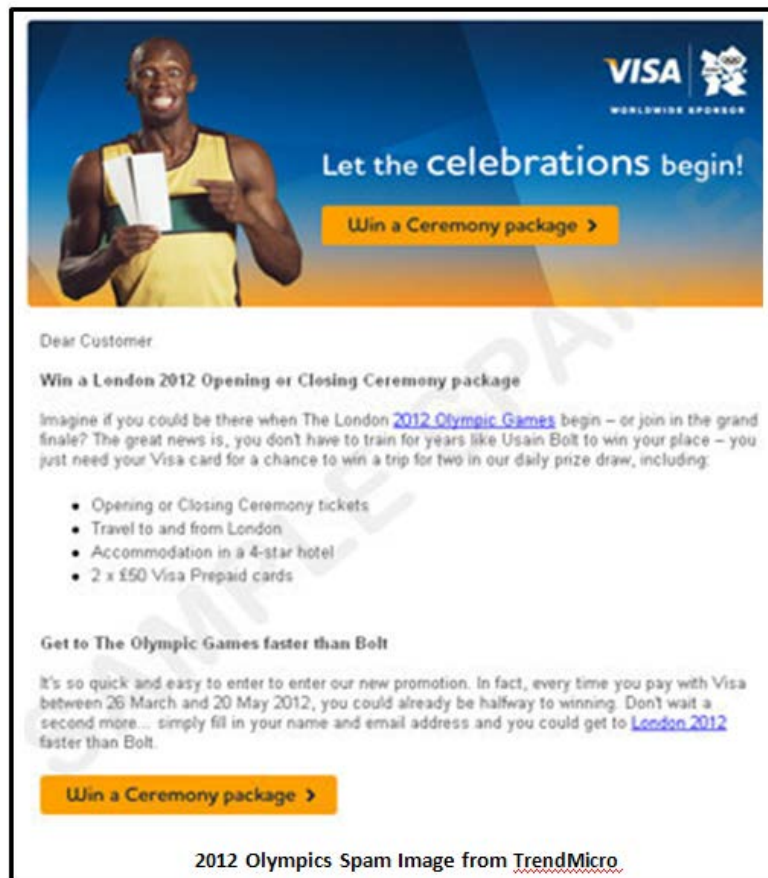 VISA
WORLDWIDE SPONSOR
Let the celebrations begin!
Win a Ceremony package >
Dear Customer
Win a London 2012 Opening or Closing Ceremony package
Imagine if you could be there when The London 2012 Olympic Games begin – or join in the grand
finale? The great news is, you don't have to train for years like Usain Bolt to win your place – you
just need your Visa card for a chance to win a trip for two in our daily prize draw, including:
• Opening or Closing Ceremony tickets
• Travel to and from London
• Accommodation in a 4-star hotel
• 2 x £50 Visa Prepaid cards
Get to The Olympic Games faster than Bolt
It's so quick and easy to enter to enter our new promotion. In fact, every time you pay with Visa
between 26 March and 20 May 2012, you could already be halfway to winning. Don't wait a
second more... simply fill in your name and email address and you could get to London 2012
faster than Bolt.
Win a Ceremony package >
SAMPLE SPAM
2012 Olympics Spam Image from TrendMicro